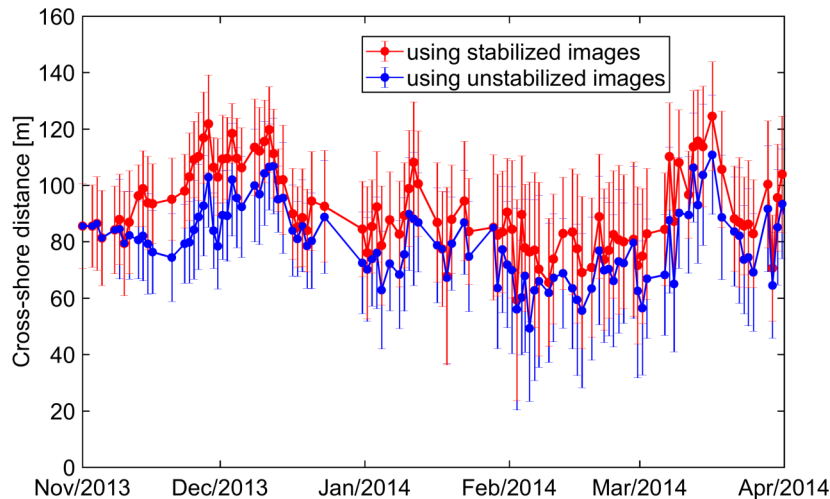 160
140
120
100
80
60
40
20
0
Cross-shore distance [m]
using stabilized images
using unstabilized images
Nov/2013 Dec/2013 Jan/2014 Feb/2014 Mar/2014 Apr/2014